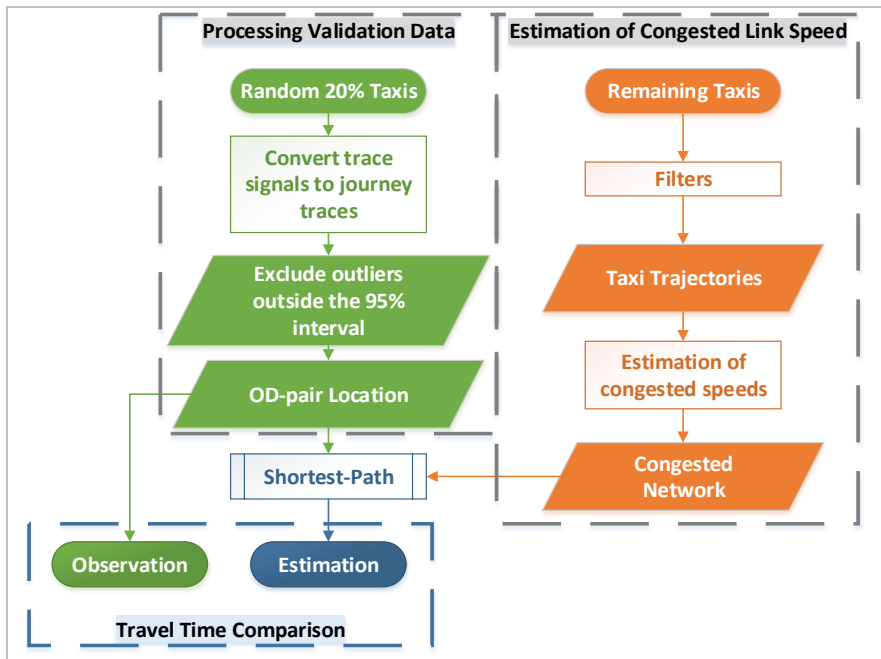 Processing Validation Data
Estimation of Congested Link Speed
Random 20% Taxis
Convert trace
signals to journey
traces
Exclude outliers
outside the 95%
interval
OD-pair Location
Remaining Taxis
Filters
Taxi Trajectories
Estimation of
congested speeds
Congested
Network
Shortest-Path
Observation
Estimation
Travel Time Comparison